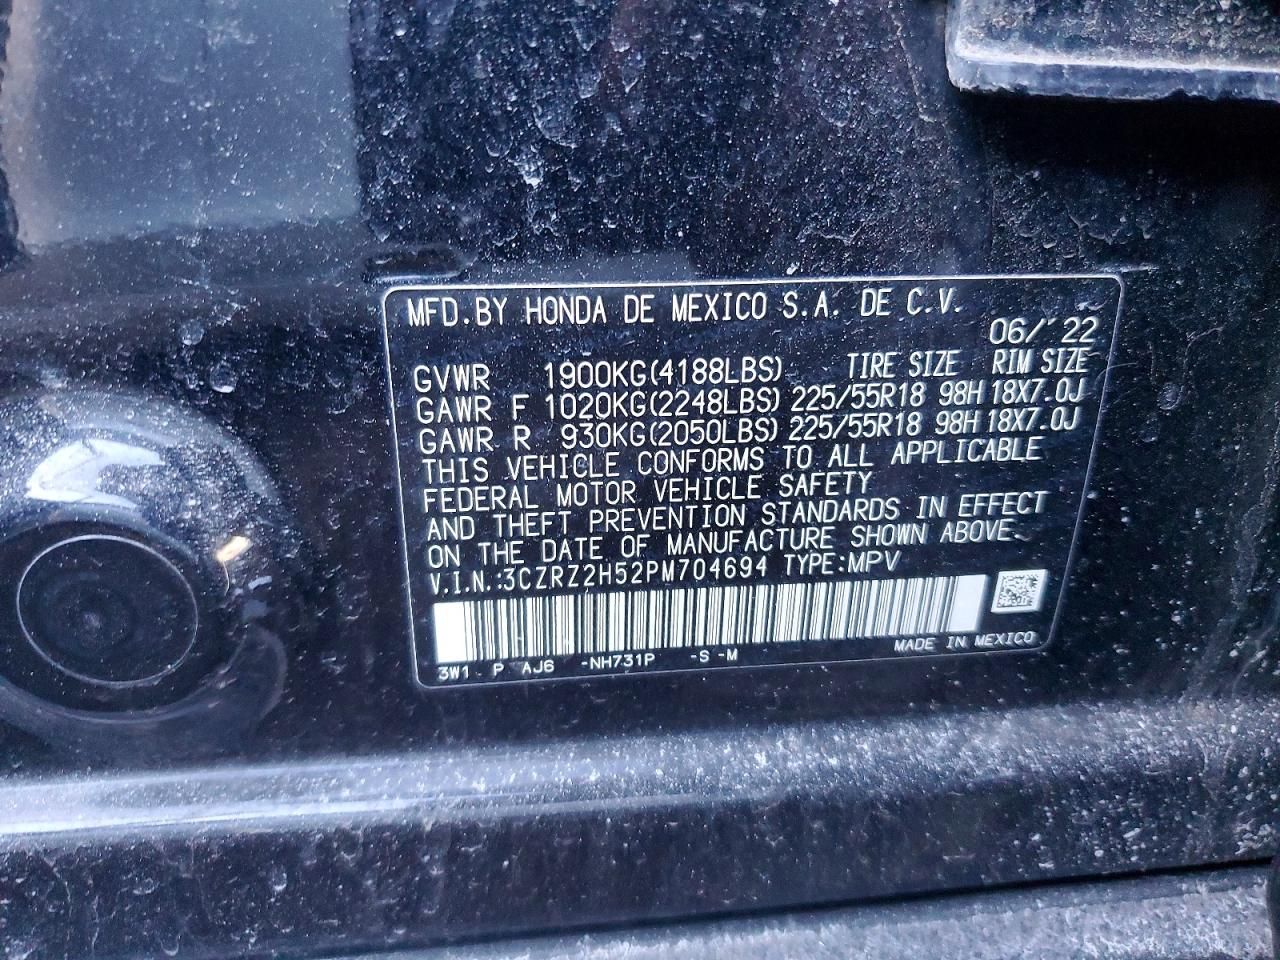 MFD.BY HONDA DE MEXICO S.A. DE C.V.
06/'22
GVWR 1900KG(4188LBS) TIRE SIZE RIM SIZE
GAWR F 1020KG(2248LBS) 225/55R18 98H 18X7.0J
GAWR R 930KG(2050LBS) 225/55R18 98H 18X7.0J
THIS VEHICLE CONFORMS TO ALL APPLICABLE
FEDERAL MOTOR VEHICLE SAFETY
AND THEFT PREVENTION STANDARDS IN EFFECT
ON THE DATE OF MANUFACTURE SHOWN ABOVE.
V.I.N.:3CZRZ2H52PM704694 TYPE:MPV
MADE IN MEXICO
3W1 P AJ6 -NH731P -S -M